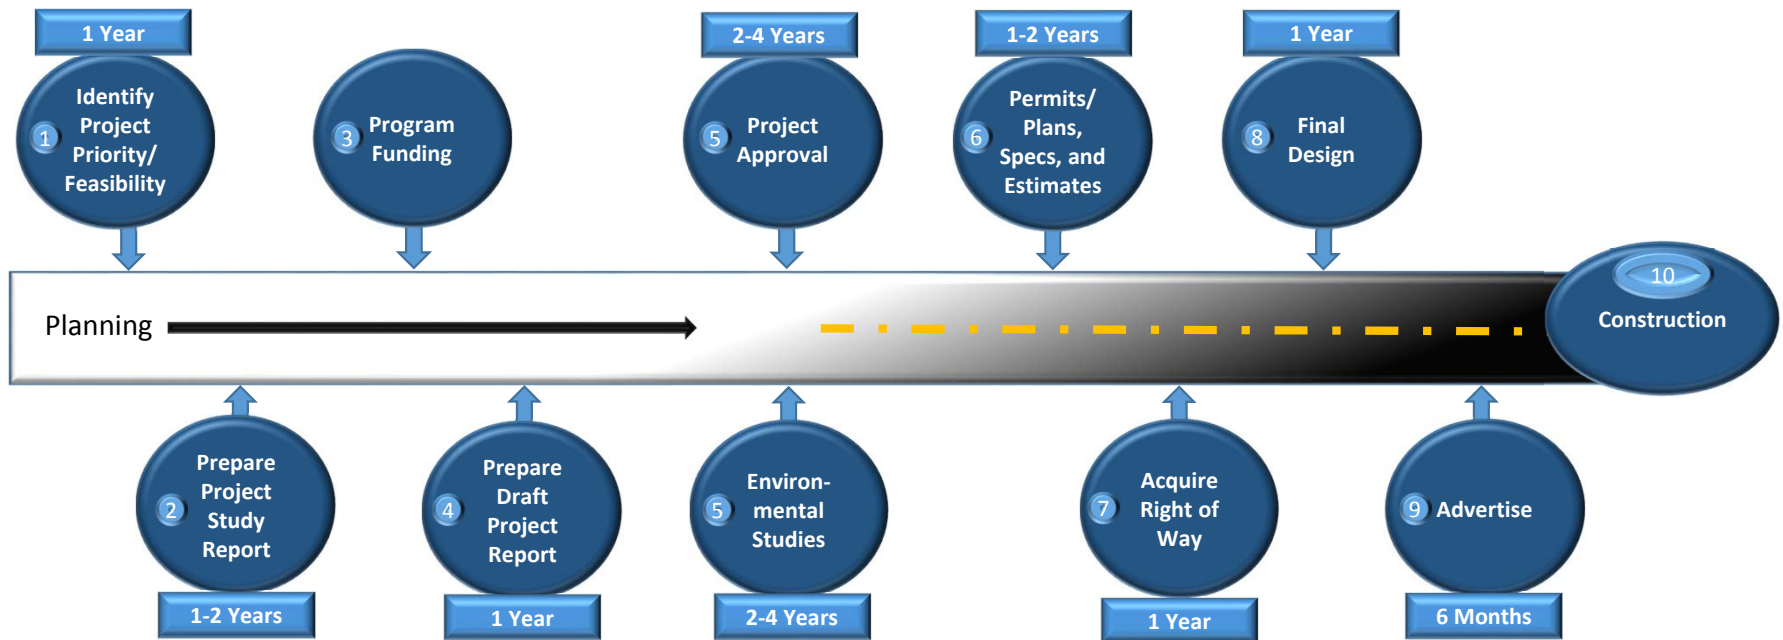 1 Year
1
Identify
Project
Priority/
Feasibility
3
Program
Funding
2-4 Years
5
Project
Approval
1-2 Years
6
Permits/
Plans,
Specs, and
Estimates
1 Year
8
Final
Design
Planning
10
Construction
2
Prepare
Project
Study
Report
1-2 Years
4
Prepare
Draft
Project
Report
1 Year
5
Environ-
mental
Studies
2-4 Years
7
Acquire
Right of
Way
1 Year
9
Advertise
6 Months